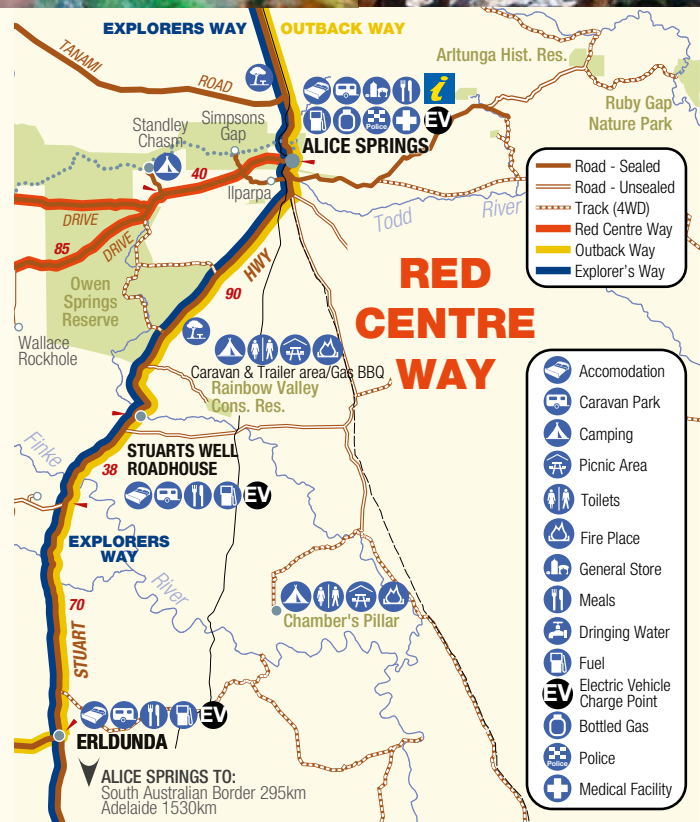 EXPLORERS WAY
OUTBACK WAY
TANAMI
ROAD
Arltunga Hist. Res.
Ruby Gap
Nature Park
i
Police
EV
Standley
Chasm
Simpsons
Gap
ALICE SPRINGS
40
Ilparpa
DRIVE
85
DRIVE
Todd
River
HWY
90
Owen
Springs
Reserve
Wallace
Rockhole
RED
CENTRE
WAY
Road - Sealed
Road - Unsealed
Track (4WD)
Red Centre Way
Outback Way
Explorer's Way
Caravan & Trailer area/Gas BBQ
Rainbow Valley
Cons. Res.
Finke
38
STUARTS WELL
ROADHOUSE
EV
EXPLORERS
WAY
River
70
STUART
Chamber's Pillar
EV
ERLDUNDA
ALICE SPRINGS TO:
South Australian Border 295km
Adelaide 1530km
Accomodation
Caravan Park
Camping
Picnic Area
Toilets
Fire Place
General Store
Meals
Dringing Water
Fuel
EV
Electric Vehicle
Charge Point
Bottled Gas
Police
Police
Medical Facility